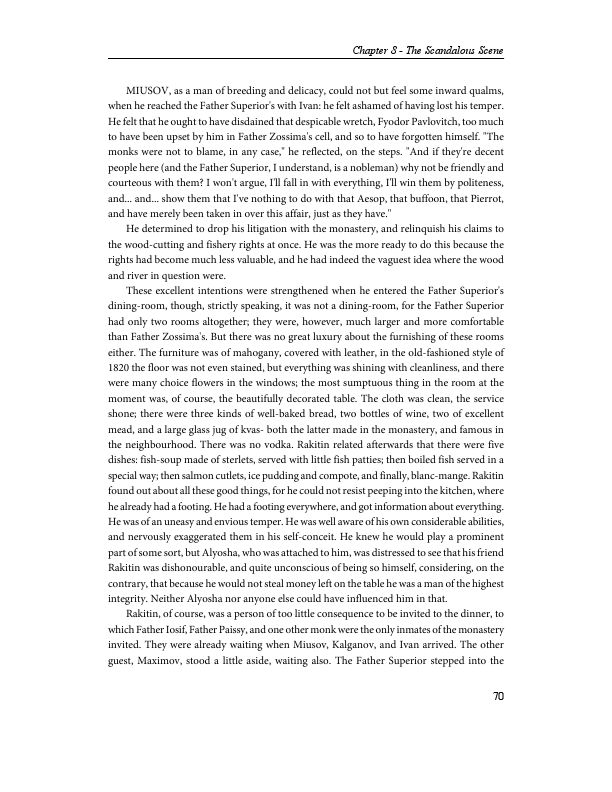 Chapter 8 - The Scandalous Scene
MIUSOV, as a man of breeding and delicacy, could not but feel some inward qualms,
when he reached the Father Superior's with Ivan: he felt ashamed of having lost his temper.
He felt that he ought to have disdained that despicable wretch, Fyodor Pavlovitch, too much
to have been upset by him in Father Zossima's cell, and so to have forgotten himself. "The
monks were not to blame, in any case," he reflected, on the steps. "And if they're decent
people here (and the Father Superior, I understand, is a nobleman) why not be friendly and
courteous with them? I won't argue, I'll fall in with everything, I'll win them by politeness,
and... and... show them that I've nothing to do with that Aesop, that buffoon, that Pierrot,
and have merely been taken in over this affair, just as they have."
He determined to drop his litigation with the monastery, and relinquish his claims to
the wood-cutting and fishery rights at once. He was the more ready to do this because the
rights had become much less valuable, and he had indeed the vaguest idea where the wood
and river in question were.
These excellent intentions were strengthened when he entered the Father Superior's
dining-room, though, strictly speaking, it was not a dining-room, for the Father Superior
had only two rooms altogether; they were, however, much larger and more comfortable
than Father Zossima's. But there was no great luxury about the furnishing of these rooms
either. The furniture was of mahogany, covered with leather, in the old-fashioned style of
1820 the floor was not even stained, but everything was shining with cleanliness, and there
were many choice flowers in the windows; the most sumptuous thing in the room at the
moment was, of course, the beautifully decorated table. The cloth was clean, the service
shone; there were three kinds of well-baked bread, two bottles of wine, two of excellent
mead, and a large glass jug of kvas- both the latter made in the monastery, and famous in
the neighbourhood. There was no vodka. Rakitin related afterwards that there were five
dishes: fish-soup made of sterlets, served with little fish patties; then boiled fish served in a
special way; then salmon cutlets, ice pudding and compote, and finally, blanc-mange. Rakitin
found out about all these good things, for he could not resist peeping into the kitchen, where
he already had a footing. He had a footing everywhere, and got information about everything.
He was of an uneasy and envious temper. He was well aware of his own considerable abilities,
and nervously exaggerated them in his self-conceit. He knew he would play a prominent
part of some sort, but Alyosha, who was attached to him, was distressed to see that his friend
Rakitin was dishonourable, and quite unconscious of being so himself, considering, on the
contrary, that because he would not steal money left on the table he was a man of the highest
integrity. Neither Alyosha nor anyone else could have influenced him in that.
Rakitin, of course, was a person of too little consequence to be invited to the dinner, to
which Father Iosif, Father Paissy, and one other monk were the only inmates of the monastery
invited. They were already waiting when Miusov, Kalganov, and Ivan arrived. The other
guest, Maximov, stood a little aside, waiting also. The Father Superior stepped into the
70